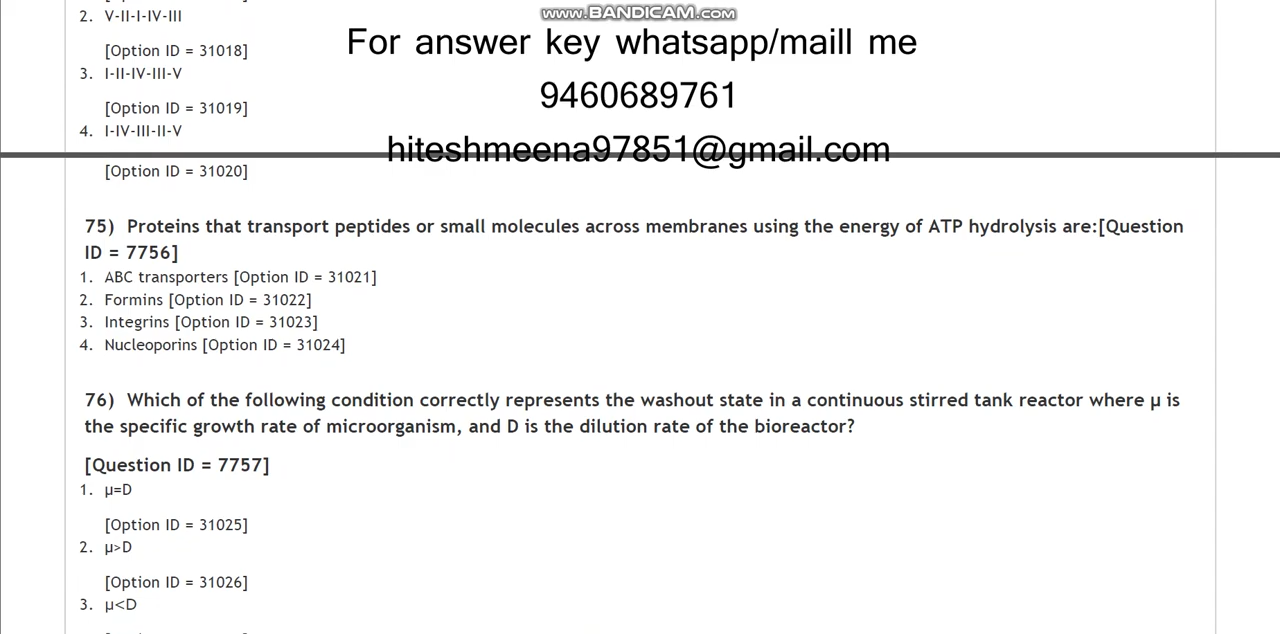 www.BANDICAM.com
2. V-II-I-IV-III
[Option ID = 31018]
For answer key whatsapp/maill me
3. I-II-IV-III-V
9460689761
[Option ID = 31019]
4. I-IV-III-II-V
hiteshmeena97851@gmail.com
[Option ID = 31020]
75) Proteins that transport peptides or small molecules across membranes using the energy of ATP hydrolysis are:[Question
ID = 7756]
1. ABC transporters [Option ID = 31021]
2. Formins [Option ID = 31022]
3. Integrins [Option ID = 31023]
4. Nucleoporins [Option ID = 31024]
76) Which of the following condition correctly represents the washout state in a continuous stirred tank reactor where μ is
the specific growth rate of microorganism, and D is the dilution rate of the bioreactor?
[Question ID = 7757]
1. μ=D
[Option ID = 31025]
2. μ>D
[Option ID = 31026]
3. μ<D